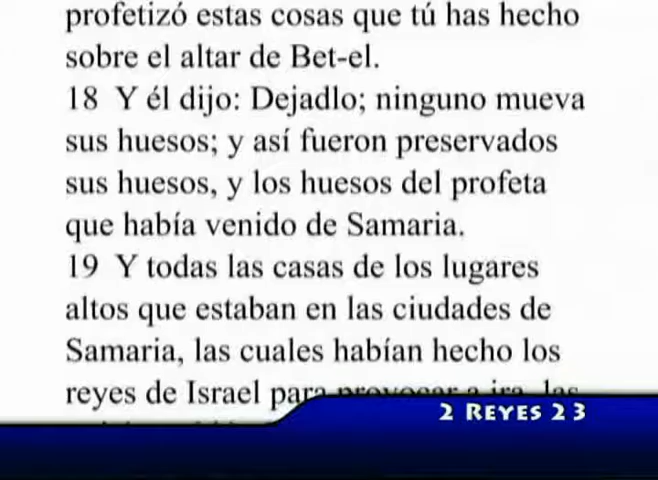 profetizó estas cosas que tú has hecho
sobre el altar de Bet-el.
18 Y él dijo: Dejadlo; ninguno mueva
sus huesos; y así fueron preservados
sus huesos, y los huesos del profeta
que había venido de Samaria.
19 Y todas las casas de los lugares
altos que estaban en las ciudades de
Samaria, las cuales habían hecho los
reyes de Israel para provocar a ira, las
2 REYES 23